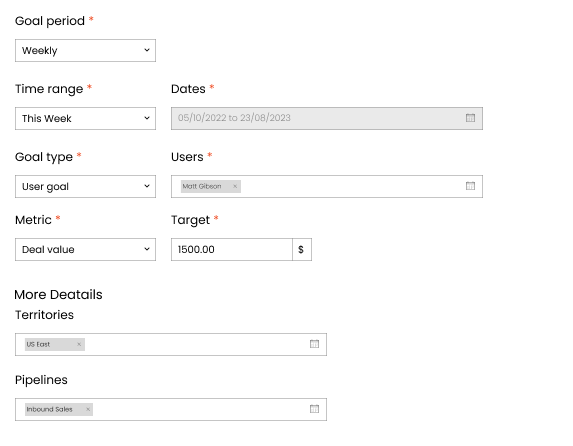 Goal period *
Weekly
Time range * Dates *
This Week 05/10/2022 to 23/08/2023
Goal type * Users *
User goal Matt Gibson ×
Metric * Target *
Deal value 1500.00 $
More Deatails
Territories
US East ×
Pipelines
Inbound Sales ×